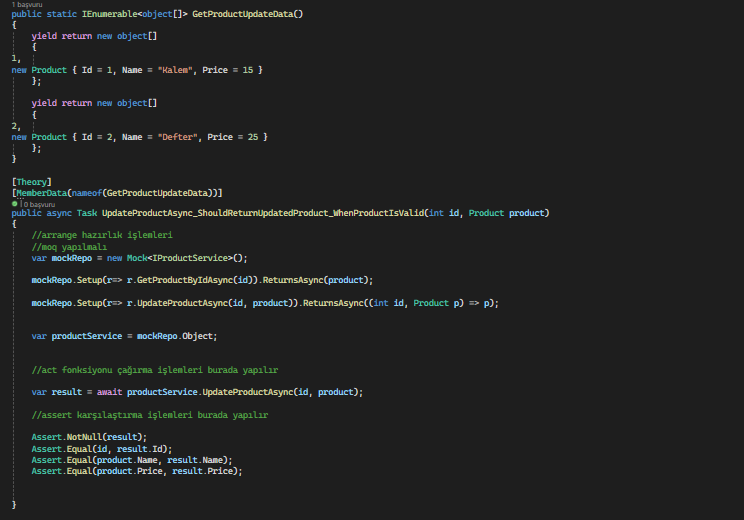 1 başvuru
public static IEnumerable<object[]> GetProductUpdateData()
{
yield return new object[]
{
1,
new Product { Id = 1, Name = "Kalem", Price = 15 }
};
yield return new object[]
{
2,
new Product { Id = 2, Name = "Defter", Price = 25 }
};
}
[Theory]
[MemberData(nameof(GetProductUpdateData))]
| 0 başvuru
public async Task UpdateProductAsync_ShouldReturnUpdatedProduct_WhenProductIsValid(int id, Product product)
{
//arrange hazırlık işlemleri
//moq yapılmalı
var mockRepo = new Mock<IProductService>();
mockRepo.Setup(r=> r.GetProductByIdAsync(id)).ReturnsAsync(product);
mockRepo.Setup(r=> r.UpdateProductAsync(id, product)).ReturnsAsync((int id, Product p) => p);
var productService = mockRepo.Object;
//act fonksiyonu çağırma işlemleri burada yapılır
var result = await productService.UpdateProductAsync(id, product);
//assert karşılaştırma işlemleri burada yapılır
Assert.NotNull(result);
Assert.Equal(id, result.Id);
Assert.Equal(product.Name, result.Name);
Assert.Equal(product.Price, result.Price);
}